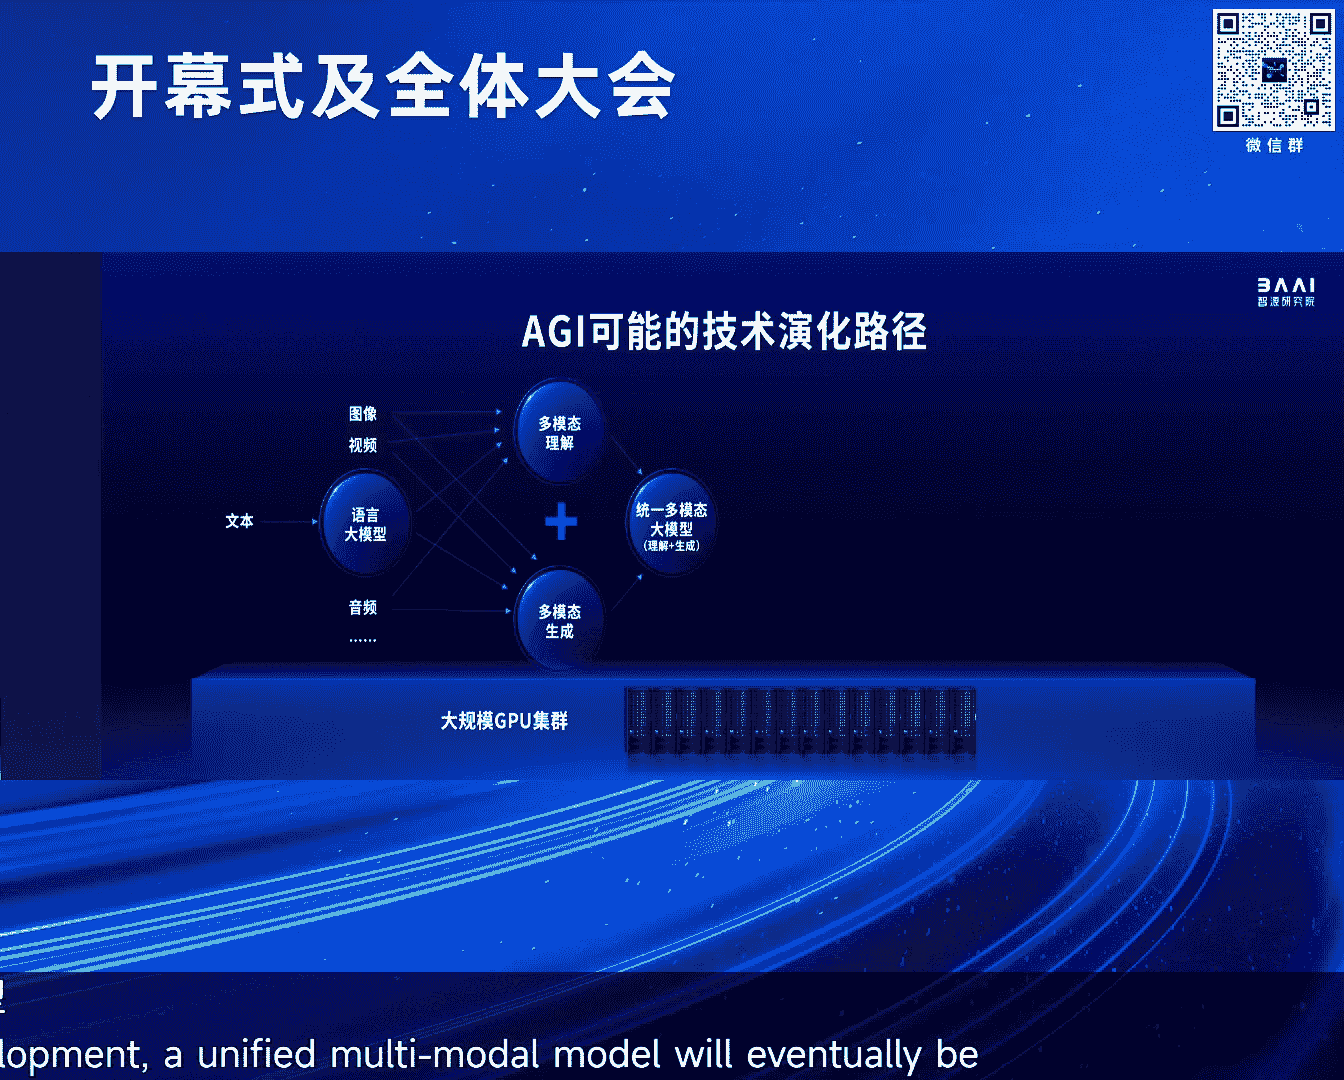 开幕式及全体大会
微信群
BAAI
智源研究院
AGI可能的技术演化路径
图像
视频
文本
语言
大模型
音频
......
多模态
理解
多模态
生成
统一多模态
大模型
(理解+生成)
大规模GPU集群
lopment, a unified multi-modal model will eventually be